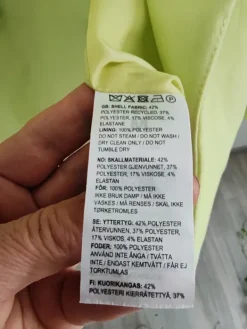 GB: SHELL FABRIC: 42%
POLYESTER RECYCLED, 37%
POLYESTER, 17% VISCOSE, 4%
ELASTANE
LINING: 100% POLYESTER
DO NOT STEAM / DO NOT WASH /
DRY CLEAN ONLY / DO NOT
TUMBLE DRY
NO: SKALLMATERIALE: 42%
POLYESTER GJENVUNNET, 37%
POLYESTER, 17% VISKOSE, 4%
ELASTAN
FÔR: 100% POLYESTER
IKKE BRUK DAMP / MÅ IKKE
VASKES / MÅ RENSES / SKAL IKKE
TØRKETROMLES
SE: YTTERTYG: 42% POLYESTER
ÅTERVUNNEN, 37% POLYESTER,
17% VISKOS, 4% ELASTAN
FODER: 100% POLYESTER
ANVÄND INTE ÅNGA / TVÄTTA
INTE / ENDAST KEMTVÄTT / FÅR EJ
TORKTUMLAS
FI: KUORIKANGAS: 42%
POLYESTERI KIERRÄTETTYÄ, 37%